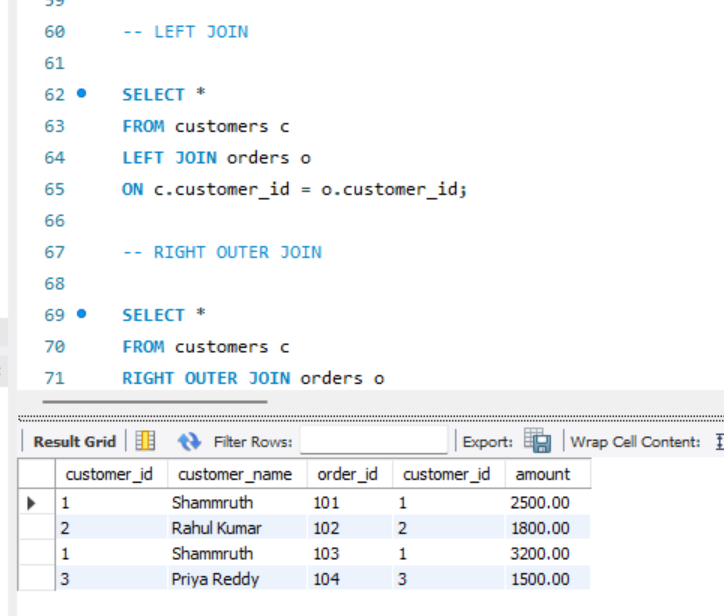 59
60 -- LEFT JOIN
61
62 SELECT *
63 FROM customers c
64 LEFT JOIN orders o
65 ON c.customer_id = o.customer_id;
66
67 -- RIGHT OUTER JOIN
68
69 SELECT *
70 FROM customers c
71 RIGHT OUTER JOIN orders o
Result Grid Filter Rows: Export: Wrap Cell Content:
customer_id customer_name order_id customer_id amount
1 Shammruth 101 1 2500.00
2 Rahul Kumar 102 2 1800.00
1 Shammruth 103 1 3200.00
3 Priya Reddy 104 3 1500.00